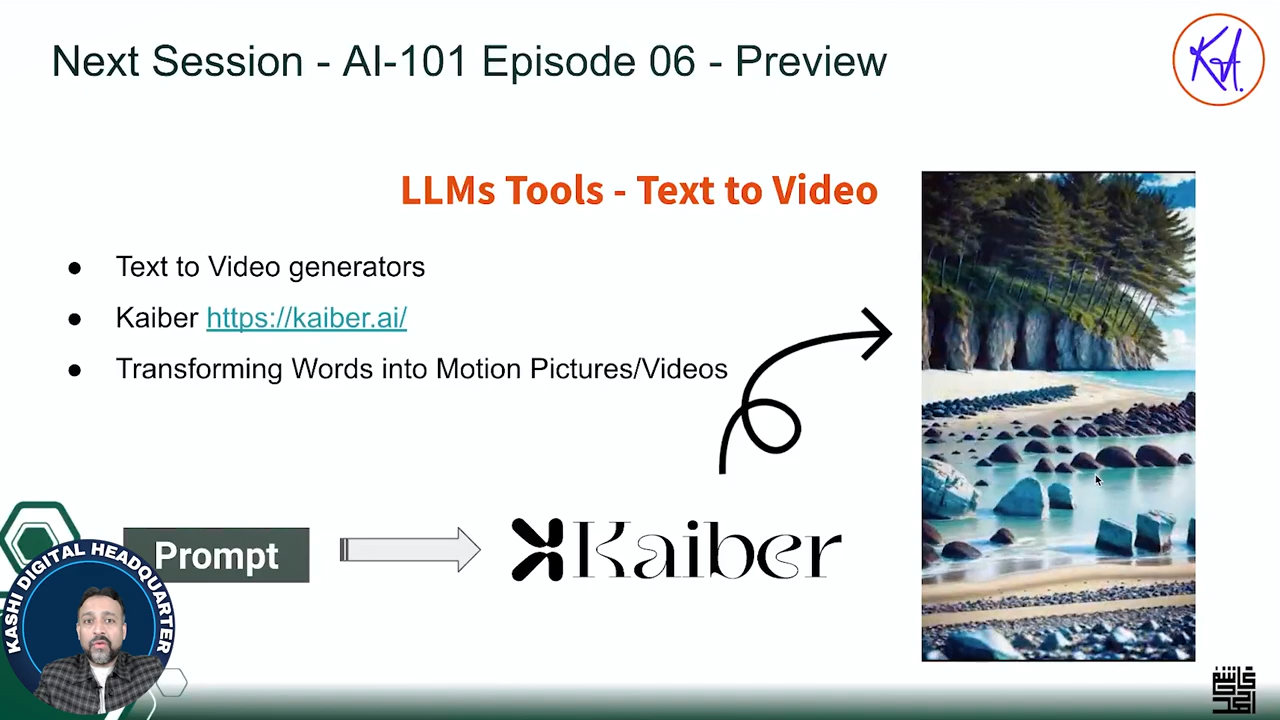 Next Session - AI-101 Episode 06 - Preview
LLMs Tools - Text to Video
● Text to Video generators
● Kaiber https://kaiber.ai/
● Transforming Words into Motion Pictures/Videos
Prompt
Kaiber
KASHI DIGITAL HEADQUARTER
KA.